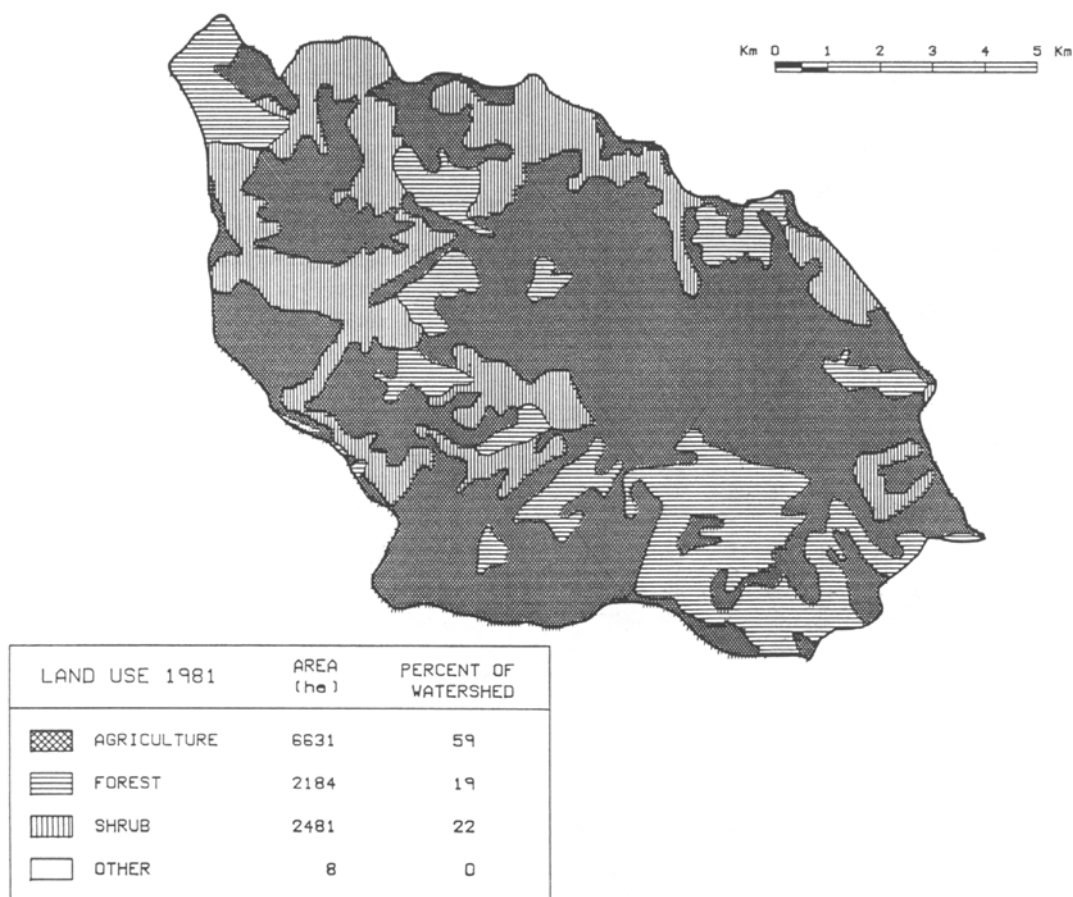 Km 0 1 2 3 4 5 Km
LAND USE 1981
AREA
(ha)
PERCENT OF
WATERSHED
AGRICULTURE 6631 59
FOREST 2184 19
SHRUB 2481 22
OTHER 8 0